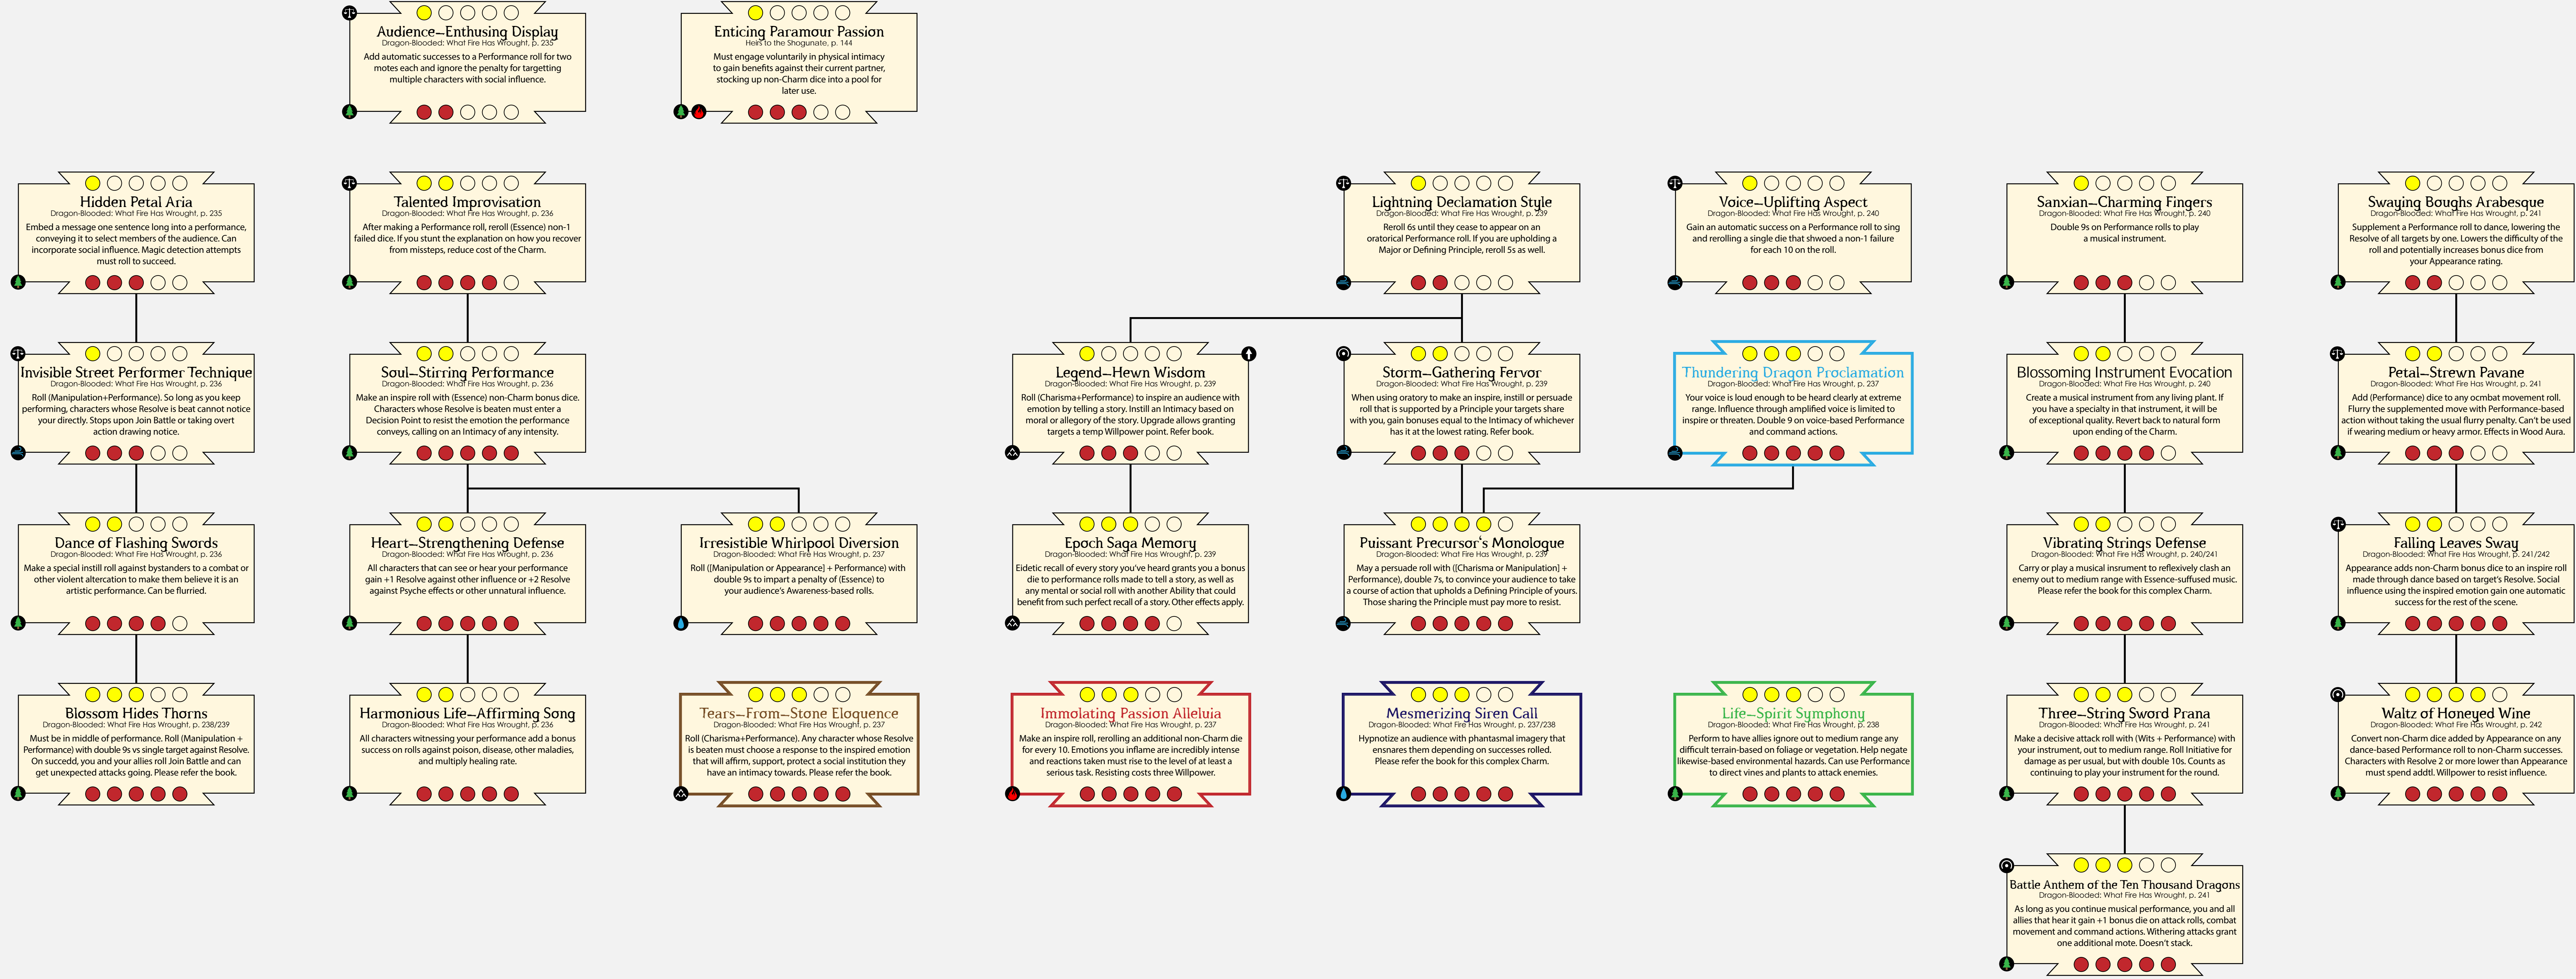 Audience–Enthusing Display
Dragon-Blooded: What Fire Has Wrought, p. 235
Add automatic successes to a Performance roll for two
motes each and ignore the penalty for targetting
multiple characters with social influence.
Enticing Paramour Passion
Heirs to the Shogunate, p. 144
Must engage voluntarily in physical intimacy
to gain benefits against their current partner,
stocking up non-Charm dice into a pool for
later use.
Hidden Petal Aria
Dragon-Blooded: What Fire Has Wrought, p. 235
Embed a message one sentence long into a performance,
conveying it to select members of the audience. Can
incorporate social influence. Magic detection attempts
must roll to succeed.
Talented Improvisation
Dragon-Blooded: What Fire Has Wrought, p. 236
After making a Performance roll, reroll (Essence) non-1
failed dice. If you stunt the explanation on how you recover
from missteps, reduce cost of the Charm.
Lightning Declamation Style
Dragon-Blooded: What Fire Has Wrought, p. 239
Reroll 6s until they cease to appear on an
oratorical Performance roll. If you are upholding a
Major or Defining Principle, reroll 5s as well.
Voice–Uplifting Aspect
Dragon-Blooded: What Fire Has Wrought, p. 240
Gain an automatic success on a Performance roll to sing
and rerolling a single die that shwoed a non-1 failure
for each 10 on the roll.
Sanxian–Charming Fingers
Dragon-Blooded: What Fire Has Wrought, p. 240
Double 9s on Performance rolls to play
a musical instrument.
Swaying Boughs Arabesque
Dragon-Blooded: What Fire Has Wrought, p. 241
Supplement a Performance roll to dance, lowering the
Resolve of all targets by one. Lowers the difficulty of the
roll and potentially increases bonus dice from
your Appearance rating.
Invisible Street Performer Technique
Dragon-Blooded: What Fire Has Wrought, p. 236
Roll (Manipulation+Performance). So long as you keep
performing, characters whose Resolve is beat cannot notice
your directly. Stops upon Join Battle or taking overt
action drawing notice.
Soul–Stirring Performance
Dragon-Blooded: What Fire Has Wrought, p. 236
Make an inspire roll with (Essence) non-Charm bonus dice.
Characters whose Resolve is beaten must enter a
Decision Point to resist the emotion the performance
conveys, calling on an Intimacy of any intensity.
Legend–Hewn Wisdom
Dragon-Blooded: What Fire Has Wrought, p. 239
Roll (Charisma+Performance) to inspire an audience with
emotion by telling a story. Instill an Intimacy based on
moral or allegory of the story. Upgrade allows granting
targets a temp Willpower point. Refer book.
Storm–Gathering Fervor
Dragon-Blooded: What Fire Has Wrought, p. 239
When using oratory to make an inspire, instill or persuade
roll that is supported by a Principle your targets share
with you, gain bonuses equal to the Intimacy of whichever
has it at the lowest rating. Refer book.
Thundering Dragon Proclamation
Dragon-Blooded: What Fire Has Wrought, p. 237
Your voice is loud enough to be heard clearly at extreme
range. Influence through amplified voice is limited to
inspire or threaten. Double 9 on voice-based Performance
and command actions.
Blossoming Instrument Evocation
Dragon-Blooded: What Fire Has Wrought, p. 240
Create a musical instrument from any living plant. If
you have a specialty in that instrument, it will be
of exceptional quality. Revert back to natural form
upon ending of the Charm.
Petal–Strewn Pavane
Dragon-Blooded: What Fire Has Wrought, p. 241
Add (Performance) dice to any ocmbat movement roll.
Flurry the supplemented move with Performance-based
action without taking the usual flurry penalty. Can't be used
if wearing medium or heavy armor. Effects in Wood Aura.
Dance of Flashing Swords
Dragon-Blooded: What Fire Has Wrought, p. 236
Make a special instill roll against bystanders to a combat or
other violent altercation to make them believe it is an
artistic performance. Can be flurried.
Heart–Strengthening Defense
Dragon-Blooded: What Fire Has Wrought, p. 236
All characters that can see or hear your performance
gain +1 Resolve against other influence or +2 Resolve
against Psyche effects or other unnatural influence.
Irresistible Whirlpool Diversion
Dragon-Blooded: What Fire Has Wrought, p. 237
Roll ([Manipulation or Appearance] + Performance) with
double 9s to impart a penalty of (Essence) to
your audience's Awareness-based rolls.
Epoch Saga Memory
Dragon-Blooded: What Fire Has Wrought, p. 239
Eidetic recall of every story you've heard grants you a bonus
die to performance rolls made to tell a story, as well as
any mental or social roll with another Ability that could
benefit from such perfect recall of a story. Other effects apply.
Puissant Precursor's Monologue
Dragon-Blooded: What Fire Has Wrought, p. 239
May a persuade roll with ([Charisma or Manipulation] +
Performance), double 7s, to convince your audience to take
a course of action that upholds a Defining Principle of yours.
Those sharing the Principle must pay more to resist.
Vibrating Strings Defense
Dragon-Blooded: What Fire Has Wrought, p. 240/241
Carry or play a musical insrument to reflexively clash an
enemy out to medium range with Essence-suffused music.
Please refer the book for this complex Charm.
Falling Leaves Sway
Dragon-Blooded: What Fire Has Wrought, p. 241/242
Appearance adds non-Charm bonus dice to an inspire roll
made through dance based on target's Resolve. Social
influence using the inspired emotion gain one automatic
success for the rest of the scene.
Blossom Hides Thorns
Dragon-Blooded: What Fire Has Wrought, p. 238/239
Must be in middle of performance. Roll (Manipulation +
Performance) with double 9s vs single target against Resolve.
On succedd, you and your allies roll Join Battle and can
get unexpected attacks going. Please refer the book.
Harmonious Life–Affirming Song
Dragon-Blooded: What Fire Has Wrought, p. 236
All characters witnessing your performance add a bonus
success on rolls against poison, disease, other maladies,
and multiply healing rate.
Tears–From–Stone Eloquence
Dragon-Blooded: What Fire Has Wrought, p. 237
Roll (Charisma+Performance). Any character whose Resolve
is beaten must choose a response to the inspired emotion
that will affirm, support, protect a social institution they
have an intimacy towards. Please refer the book.
Immolating Passion Alleluia
Dragon-Blooded: What Fire Has Wrought, p. 237
Make an inspire roll, rerolling an additional non-Charm die
for every 10. Emotions you inflame are incredibly intense
and reactions taken must rise to the level of at least a
serious task. Resisting costs three Willpower.
Mesmerizing Siren Call
Dragon-Blooded: What Fire Has Wrought, p. 237/238
Hypnotize an audience with phantasmal imagery that
ensnares them depending on successes rolled.
Please refer the book for this complex Charm.
Life–Spirit Symphony
Dragon-Blooded: What Fire Has Wrought, p. 238
Perform to have allies ignore out to medium range any
difficult terrain-based on foliage or vegetation. Help negate
likewise-based environmental hazards. Can use Performance
to direct vines and plants to attack enemies.
Three–String Sword Prana
Dragon-Blooded: What Fire Has Wrought, p. 241
Make a decisive attack roll with (Wits + Performance) with
your instrument, out to medium range. Roll Initiative for
damage as per usual, but with double 10s. Counts as
continuing to play your instrument for the round.
Waltz of Honeyed Wine
Dragon-Blooded: What Fire Has Wrought, p. 242
Convert non-Charm dice added by Appearance on any
dance-based Performance roll to non-Charm successes.
Characters with Resolve 2 or more lower than Appearance
must spend addtl. Willpower to resist influence.
Battle Anthem of the Ten Thousand Dragons
Dragon-Blooded: What Fire Has Wrought, p. 241
As long as you continue musical performance, you and all
allies that hear it gain +1 bonus die on attack rolls, combat
movement and command actions. Withering attacks grant
one additional mote. Doesn't stack.